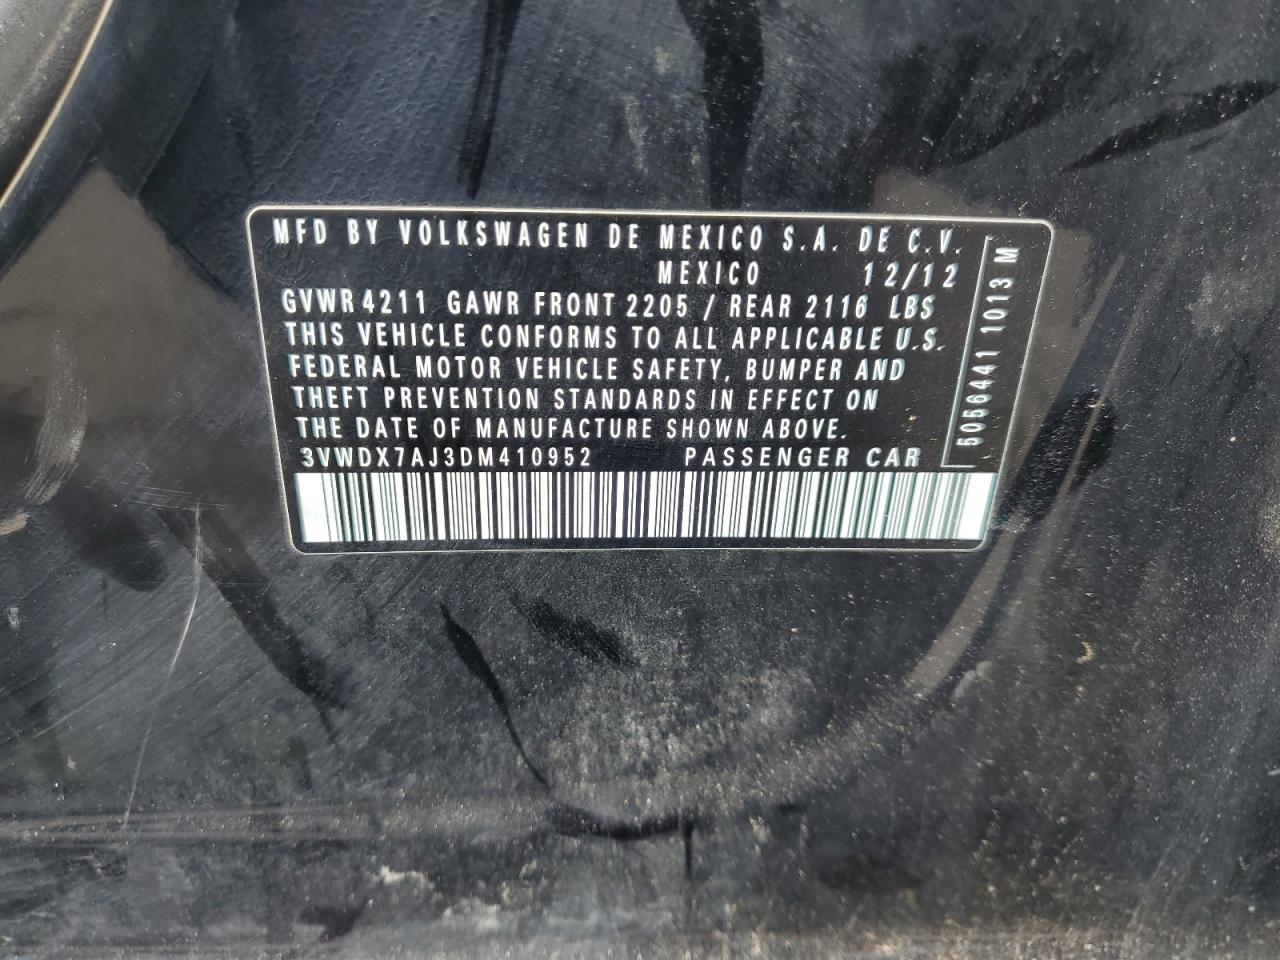 MFD BY VOLKSWAGEN DE MEXICO S.A. DE C.V.
MEXICO 12/12
GVWR 4211 GAWR FRONT 2205 / REAR 2116 LBS
THIS VEHICLE CONFORMS TO ALL APPLICABLE U.S.
FEDERAL MOTOR VEHICLE SAFETY, BUMPER AND
THEFT PREVENTION STANDARDS IN EFFECT ON
THE DATE OF MANUFACTURE SHOWN ABOVE.
3VWDX7AJ3DM410952 PASSENGER CAR
5056441 1013 M